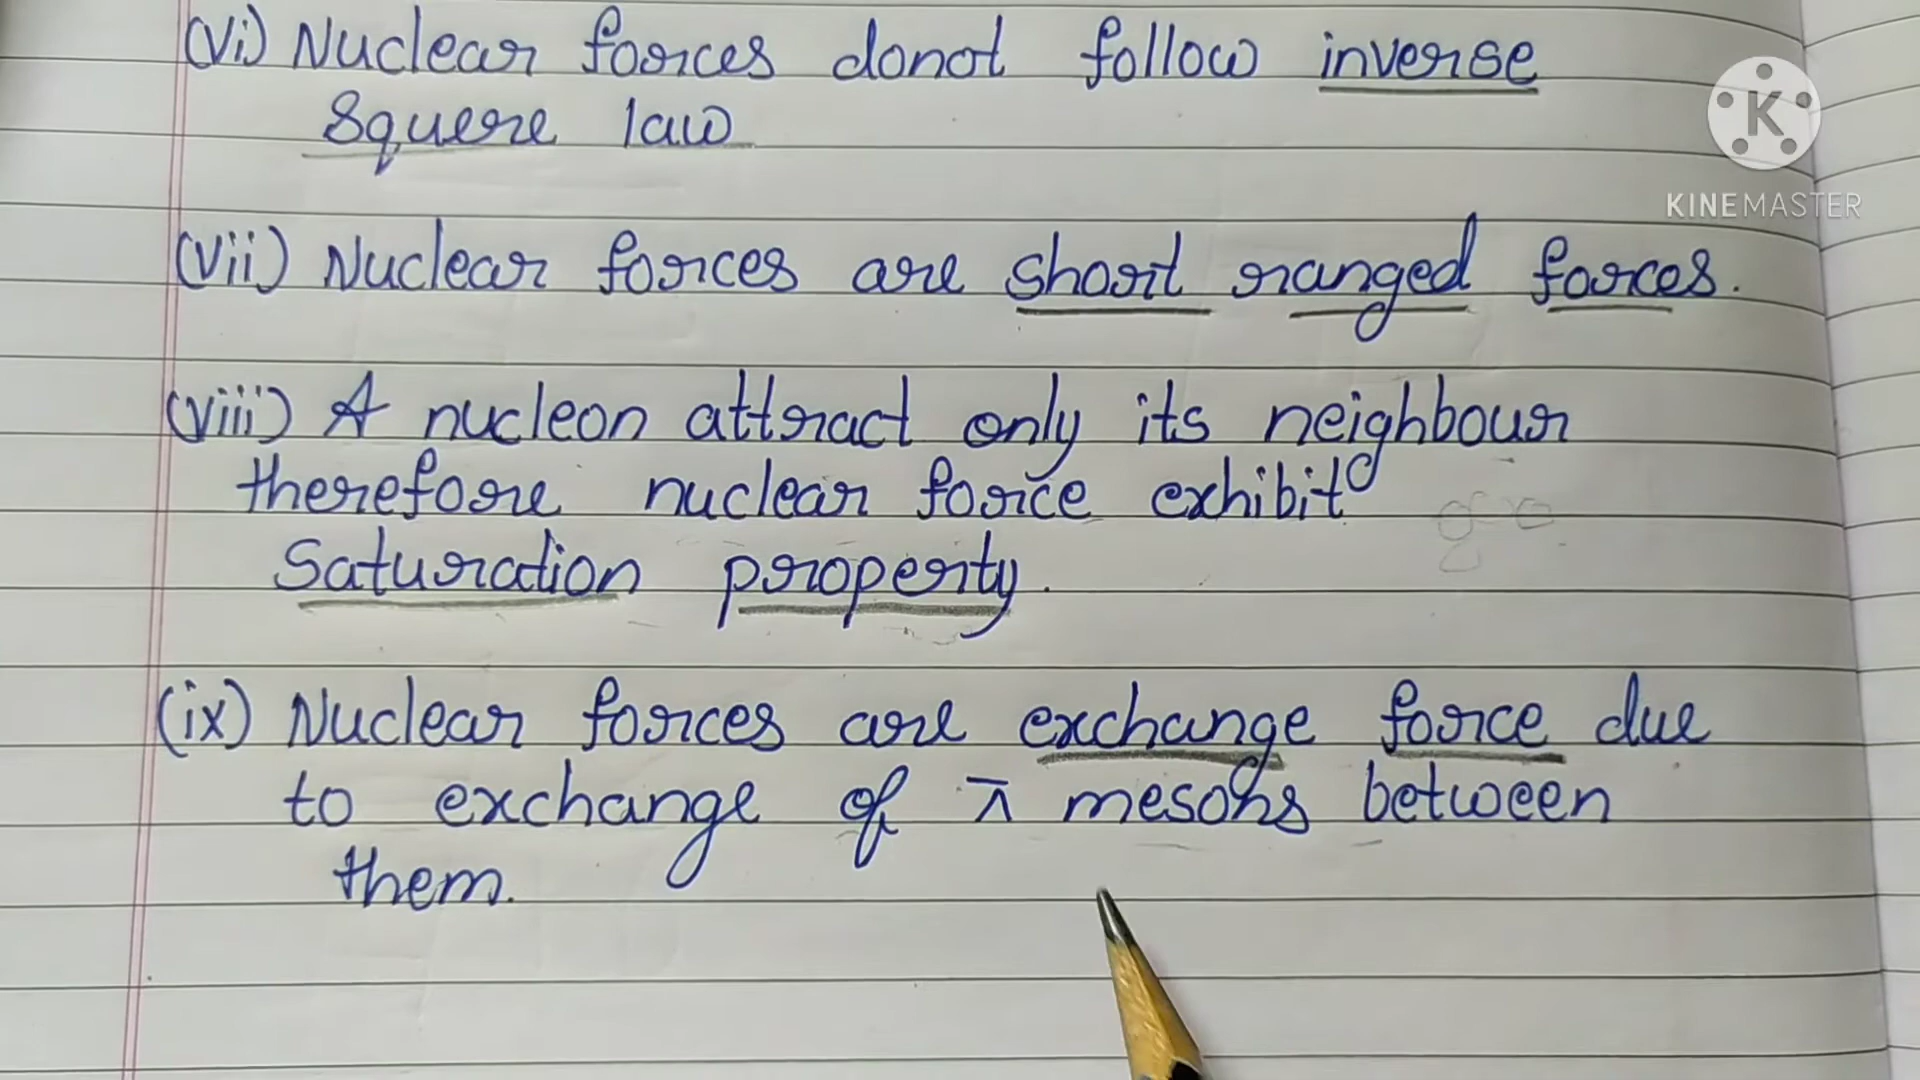 (vi) Nuclear forces donot follow inverse
Squere law
K
KINEMASTER
(vii) Nuclear forces are short ranged forces.
(viii) A nucleon attract only its neighbour
therefore nuclear force exhibit
Saturation property.
(ix) Nuclear forces are exchange force due
to exchange of π mesons between
them.